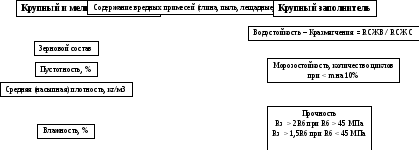 Крупный и мел
Содержание вредных примесей (глина, пыль, лещадные
Крупный заполнитель
Водостойкость – Кразмягчения = RСЖВ / RСЖС
Зерновой состав
Пустотность, %
Морозостойкость, количество циклов
при < m на 10%
Средняя (насыпная) плотность, кг/м3
Прочность
Rз > 2Rб при Rб > 45 МПа
Rз > 1,5Rб при Rб < 45 МПа
Влажность, %